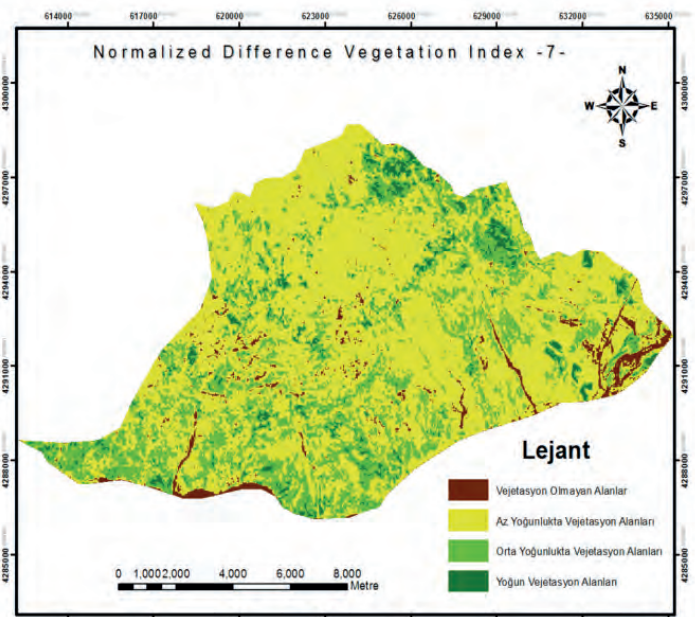 614000 617000 620000 623000 626000 629000 632000 635000
Normalized Difference Vegetation Index -7-
N
W E
S
4300000
4297000
4294000
4291000
4288000
4285000
4300000
4297000
4294000
4291000
4288000
4285000
Lejant
Vejetasyon Olmayan Alanlar
Az Yoğunlukta Vejetasyon Alanları
Orta Yoğunlukta Vejetasyon Alanları
Yoğun Vejetasyon Alanları
0 1,000 2,000 4,000 6,000 8,000
Metre